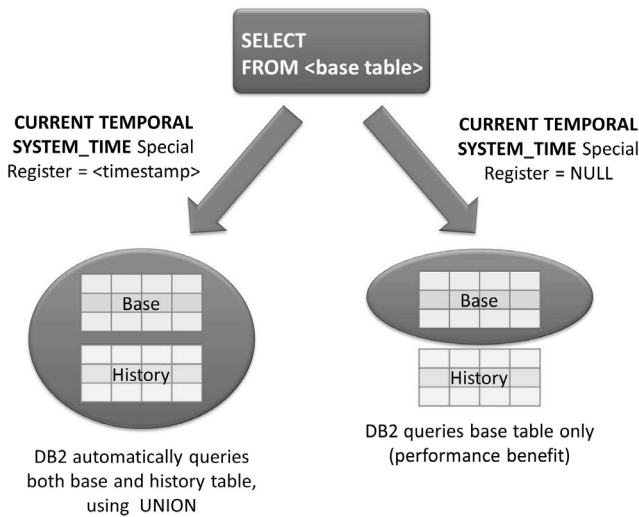 SELECT
FROM <base table>
CURRENT TEMPORAL
SYSTEM_TIME Special
Register = <timestamp>
CURRENT TEMPORAL
SYSTEM_TIME Special
Register = NULL
Base
History
Base
History
DB2 automatically queries
both base and history table,
using UNION
DB2 queries base table only
(performance benefit)